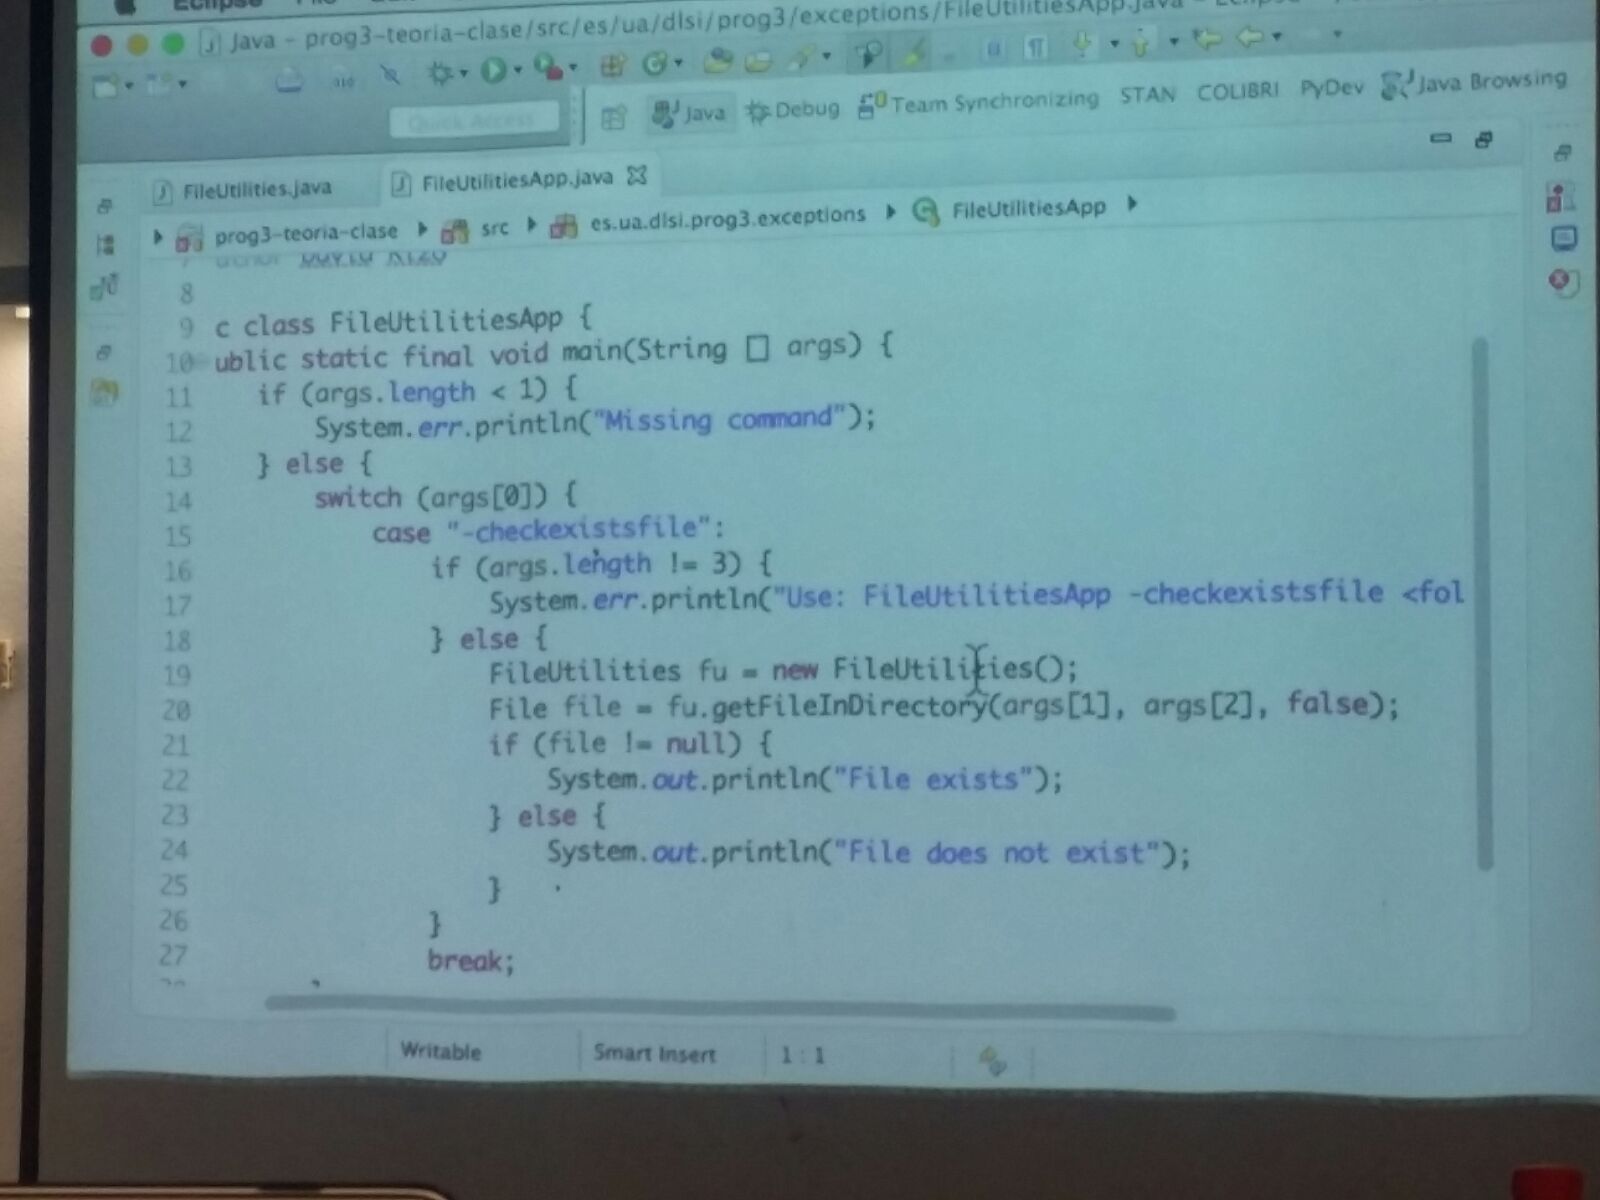 Eclipse
Java - prog3-teoria-clase/src/es/ua/dlsi/prog3/exceptions/FileUtilitiesApp.java -
Quick Access
Java Debug Team Synchronizing STAN COLIBRI PyDev Java Browsing
FileUtilities.java FileUtilitiesApp.java
prog3-teoria-clase src es.ua.dlsi.prog3.exceptions FileUtilitiesApp
8
9 c class FileUtilitiesApp {
10 ublic static final void main(String [] args) {
11 if (args.length < 1) {
12 System.err.println("Missing command");
13 } else {
14 switch (args[0]) {
15 case "-checkexistsfile":
16 if (args.length != 3) {
17 System.err.println("Use: FileUtilitiesApp -checkexistsfile <fol
18 } else {
19 FileUtilities fu = new FileUtilities();
20 File file = fu.getFileInDirectory(args[1], args[2], false);
21 if (file != null) {
22 System.out.println("File exists");
23 } else {
24 System.out.println("File does not exist");
25 }
26 }
27 break;
Writable Smart Insert 1 : 1